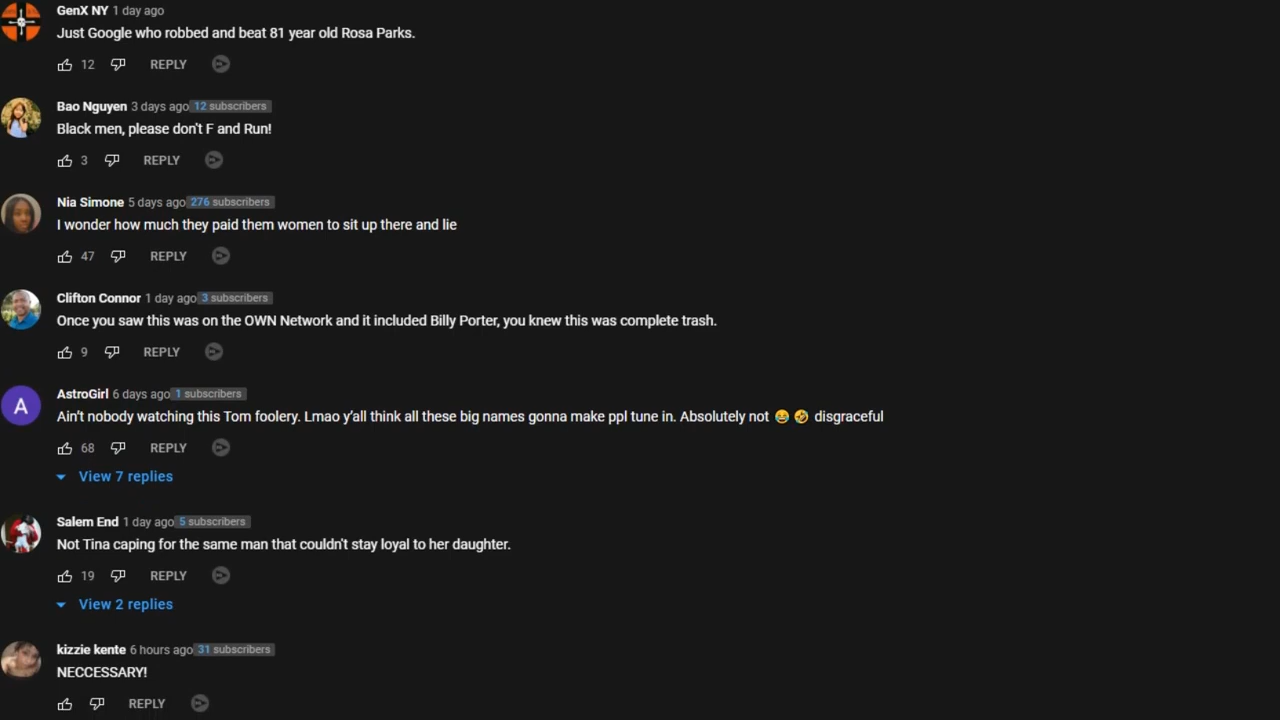 GenX NY 1 day ago
Just Google who robbed and beat 81 year old Rosa Parks.
12 REPLY
Bao Nguyen 3 days ago 12 subscribers
Black men, please don't F and Run!
3 REPLY
Nia Simone 5 days ago 276 subscribers
I wonder how much they paid them women to sit up there and lie
47 REPLY
Clifton Connor 1 day ago 3 subscribers
Once you saw this was on the OWN Network and it included Billy Porter, you knew this was complete trash.
9 REPLY
A
AstroGirl 6 days ago 1 subscribers
Ain't nobody watching this Tom foolery. Lmao y'all think all these big names gonna make ppl tune in. Absolutely not 😂 🤣 disgraceful
68 REPLY
View 7 replies
Salem End 1 day ago 5 subscribers
Not Tina caping for the same man that couldn't stay loyal to her daughter.
19 REPLY
View 2 replies
kizzie kente 6 hours ago 31 subscribers
NECCESSARY!
REPLY